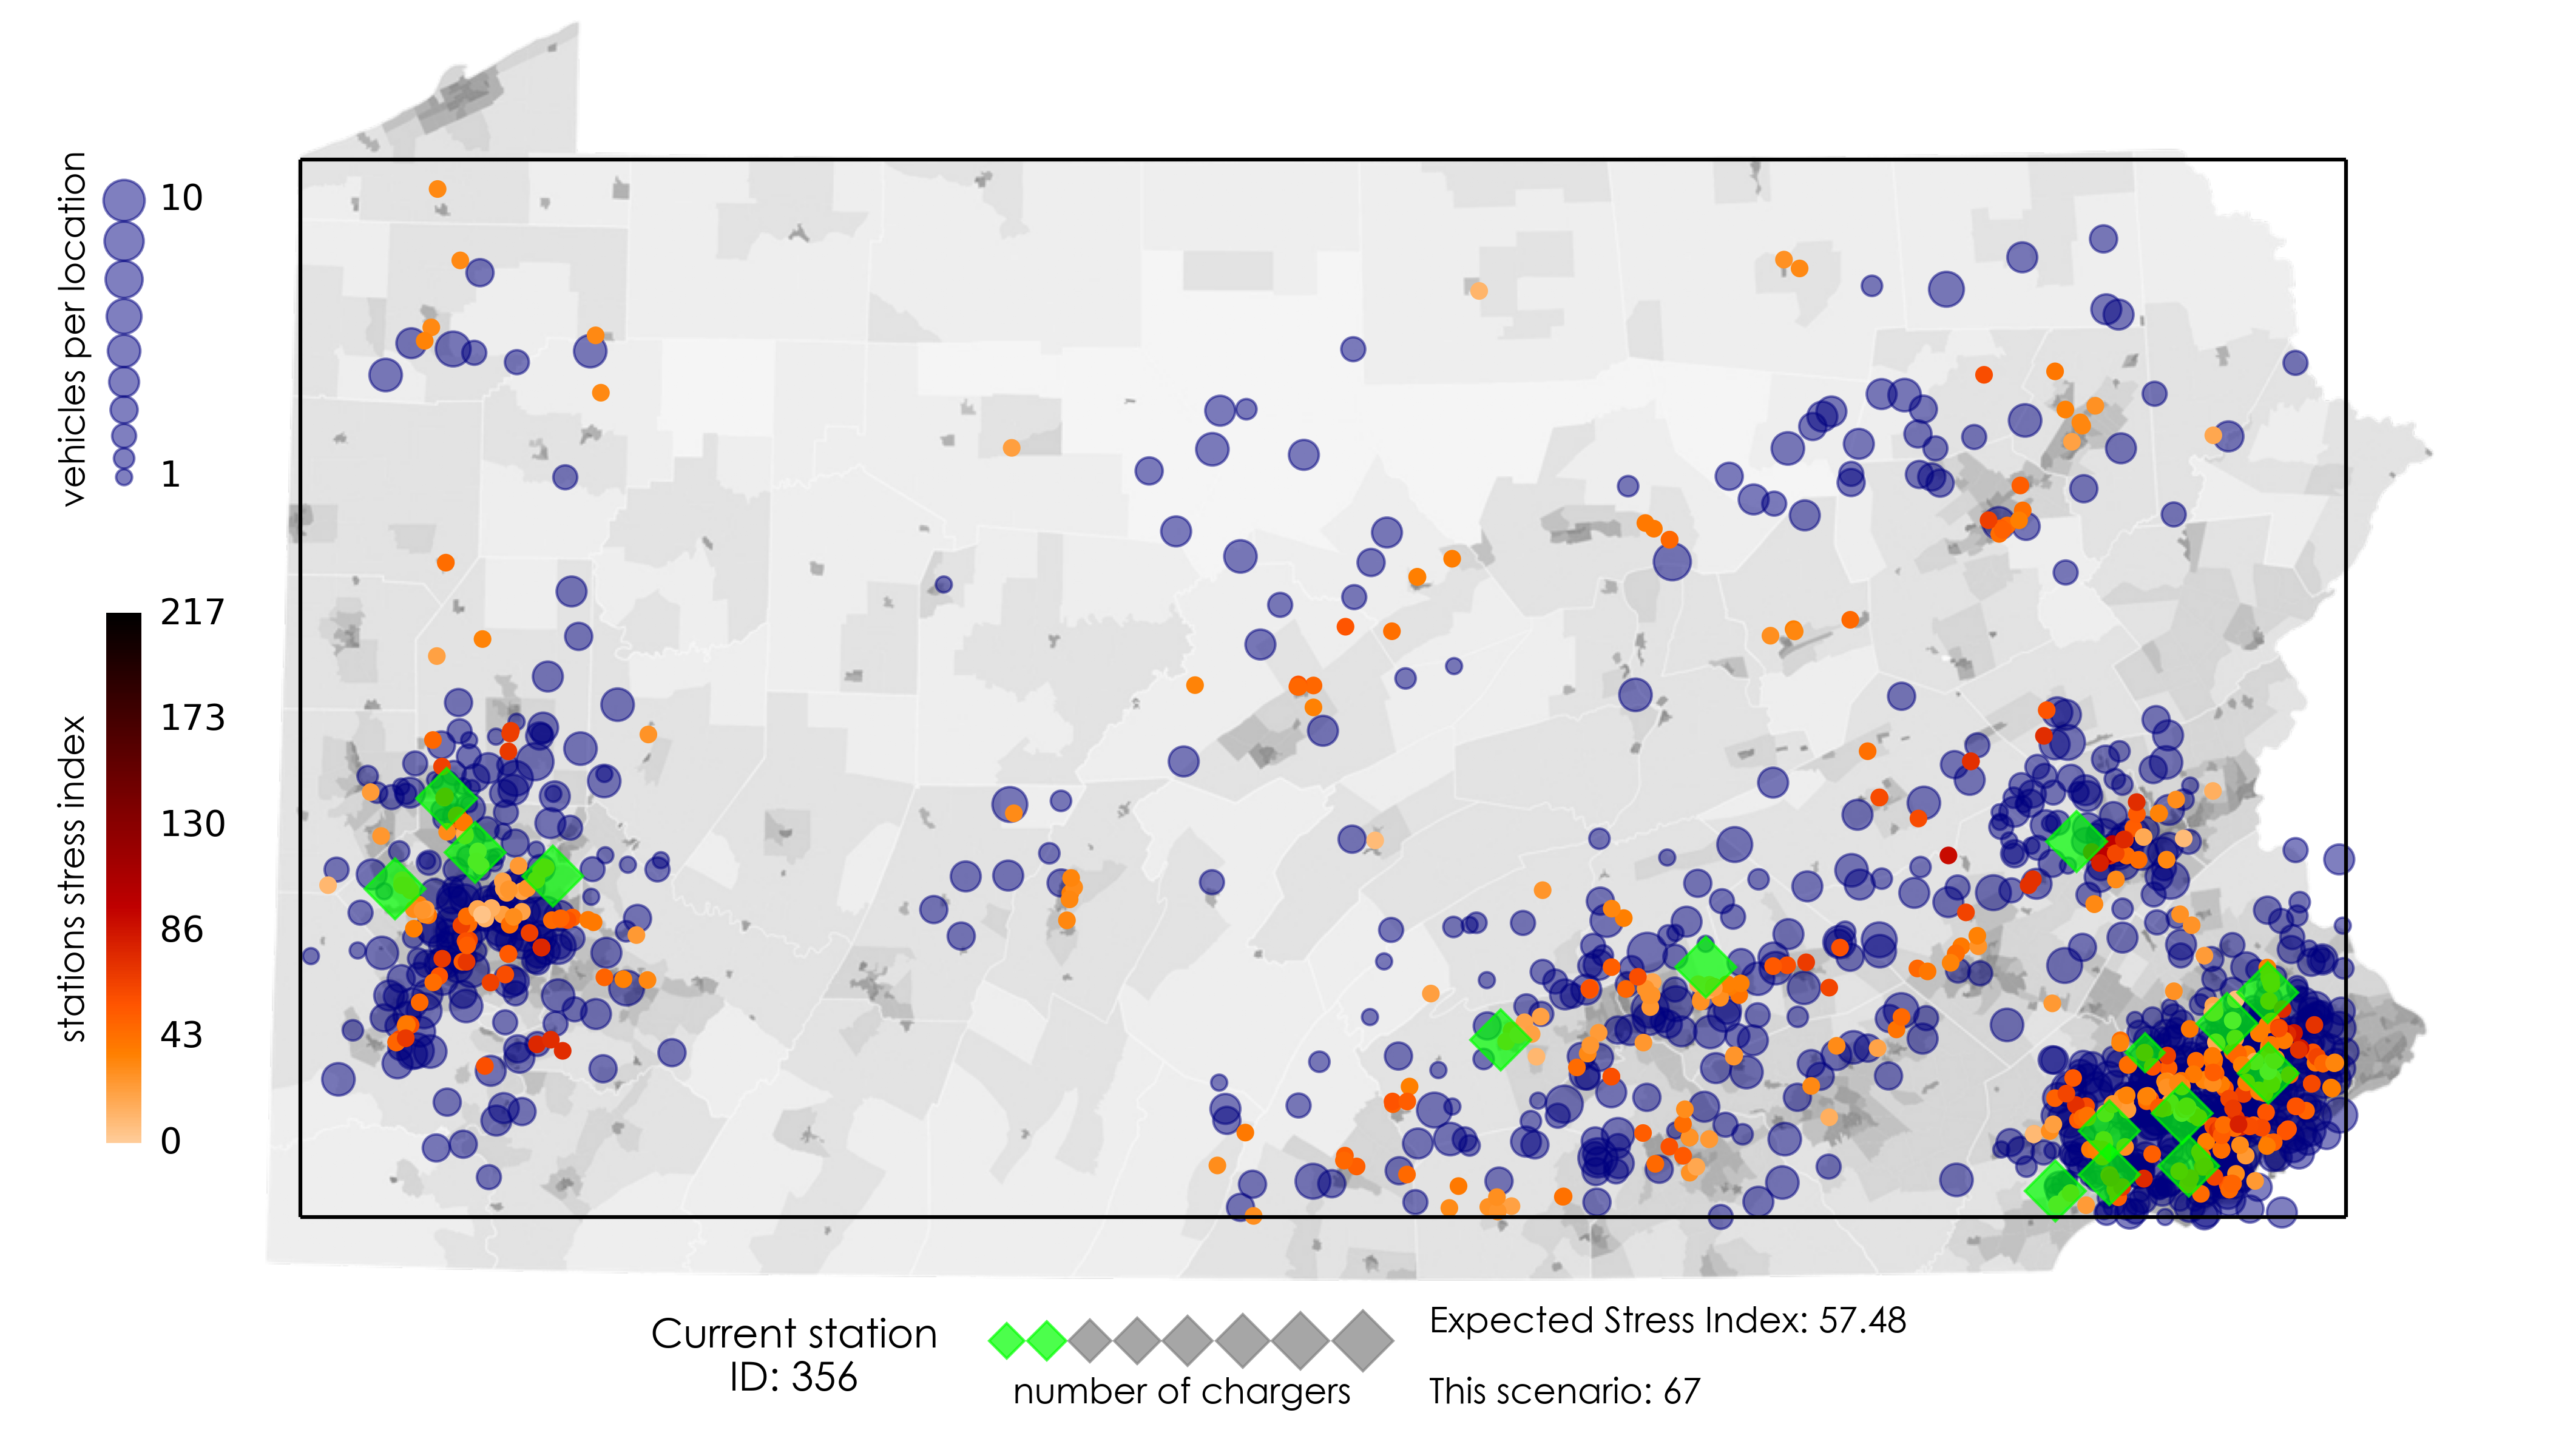 vehicles per location
10
1
stations stress index
217
173
130
86
43
0
Current station
ID: 356
number of chargers
Expected Stress Index: 57.48
This scenario: 67